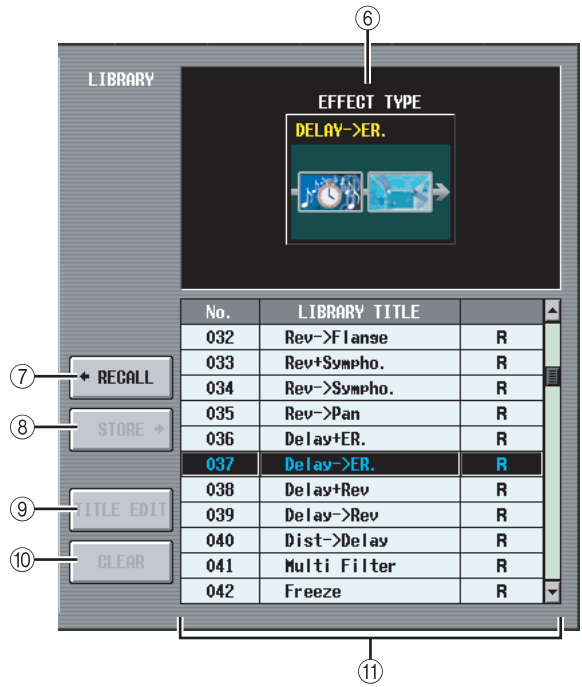 ⑥
LIBRARY
EFFECT TYPE
DELAY->ER.
No. LIBRARY TITLE
032 Rev->Flange R
033 Rev+Sympho. R
034 Rev->Sympho. R
035 Rev->Pan R
036 Delay+ER. R
037 Delay->ER. R
038 Delay+Rev R
039 Delay->Rev R
040 Dist->Delay R
041 Multi Filter R
042 Freeze R
⑦ ← RECALL
⑧ STORE →
⑨ TITLE EDIT
⑩ CLEAR
⑪